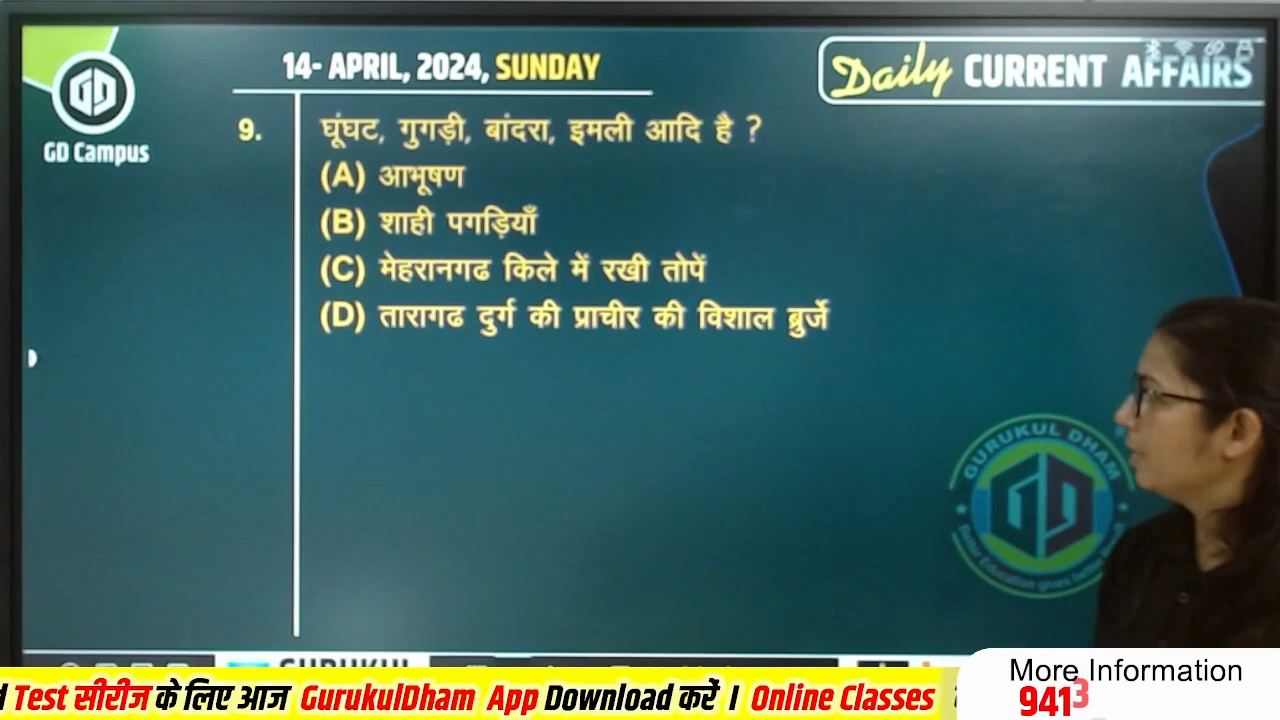 14- APRIL, 2024, SUNDAY
Daily CURRENT AFFAIRS
GD Campus
9. घूंघट, गुगड़ी, बांदरा, इमली आदि है ?
(A) आभूषण
(B) शाही पगड़ियाँ
(C) मेहरानगढ किले में रखी तोपें
(D) तारागढ दुर्ग की प्राचीर की विशाल बुर्जे
GURUKUL DHAM
GURUKUL
Test सीरीज के लिए आज GurukulDham App Download करें । Online Classes
More Information
9413